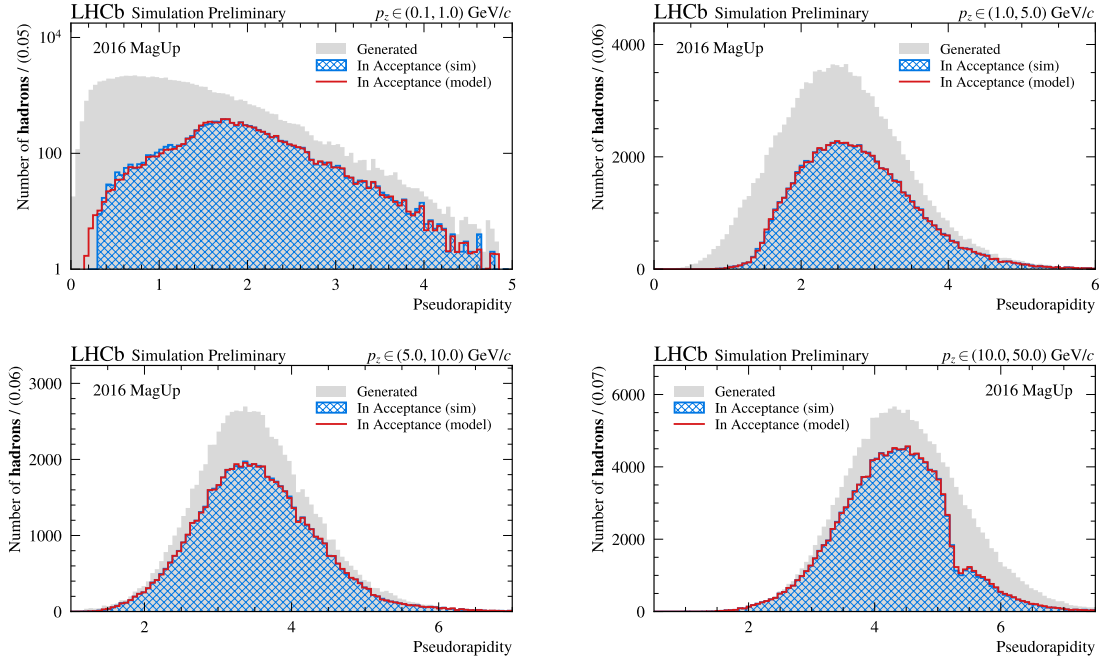 LHCb Simulation Preliminary
p_z ∈ (0.1, 1.0) GeV/c
2016 MagUp
Generated
In Acceptance (sim)
In Acceptance (model)
Number of hadrons / (0.05)
10⁴
100
1
0 1 2 3 4 5
Pseudorapidity
LHCb Simulation Preliminary
p_z ∈ (1.0, 5.0) GeV/c
2016 MagUp
Generated
In Acceptance (sim)
In Acceptance (model)
Number of hadrons / (0.06)
4000
2000
0
0 2 4 6
Pseudorapidity
LHCb Simulation Preliminary
p_z ∈ (5.0, 10.0) GeV/c
2016 MagUp
Generated
In Acceptance (sim)
In Acceptance (model)
Number of hadrons / (0.06)
3000
2000
1000
0
2 4 6
Pseudorapidity
LHCb Simulation Preliminary
p_z ∈ (10.0, 50.0) GeV/c
Generated
In Acceptance (sim)
In Acceptance (model)
2016 MagUp
Number of hadrons / (0.07)
6000
4000
2000
0
2 4 6
Pseudorapidity